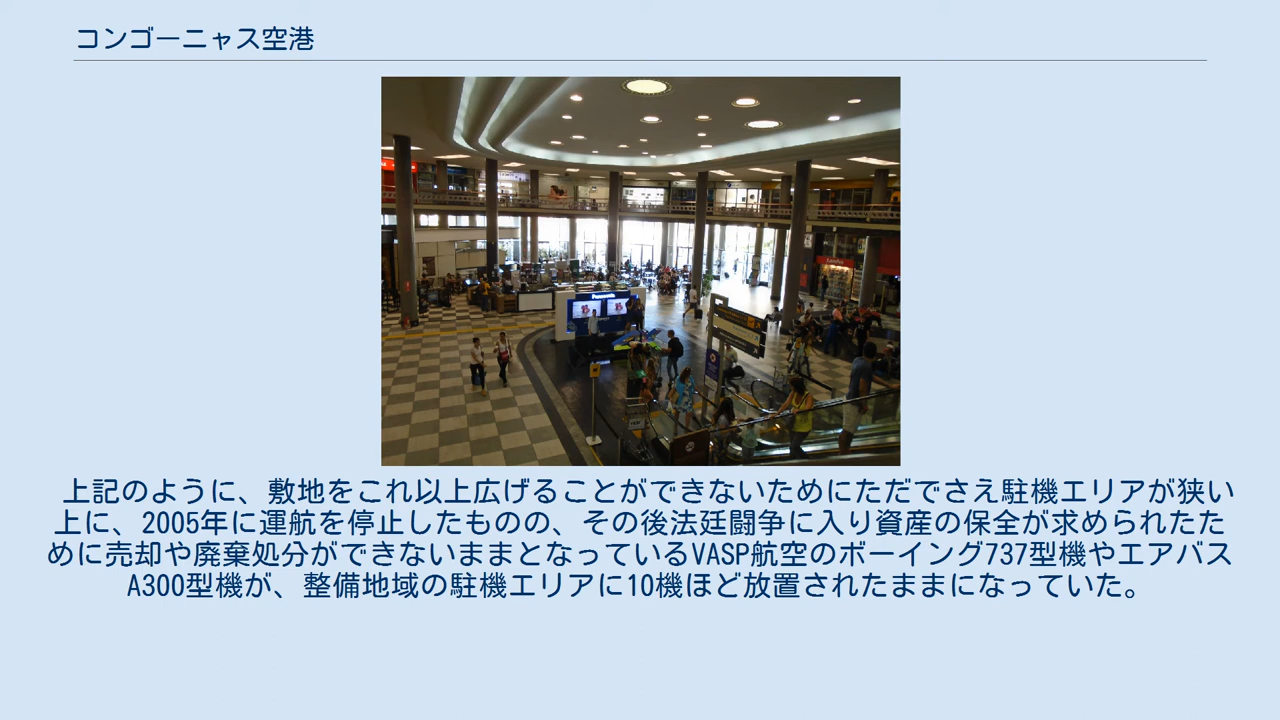 コンゴーニャス空港
Panasonic
上記のように、敷地をこれ以上広げることができないためにただでさえ駐機エリアが狭い
上に、2005年に運航を停止したものの、その後法廷闘争に入り資産の保全が求められたた
めに売却や廃棄処分ができないままとなっているVASP航空のボーイング737型機やエアバス
A300型機が、整備地域の駐機エリアに10機ほど放置されたままになっていた。